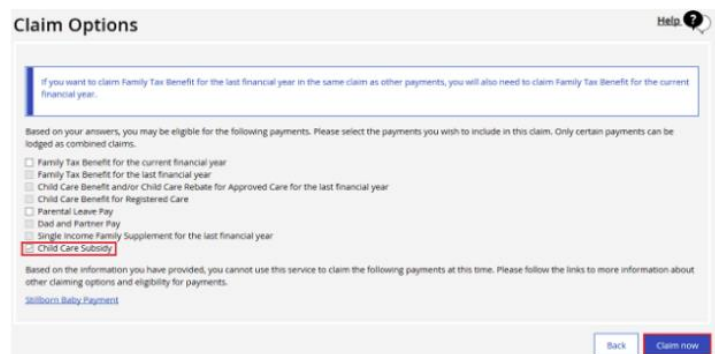 Claim Options
Help ?
If you want to claim Family Tax Benefit for the last financial year in the same claim as other payments, you will also need to claim Family Tax Benefit for the current
financial year.
Based on your answers, you may be eligible for the following payments. Please select the payments you wish to include in this claim. Only certain payments can be
lodged as combined claims.
Family Tax Benefit for the current financial year
Family Tax Benefit for the last financial year
Child Care Benefit and/or Child Care Rebate for Approved Care for the last financial year
Child Care Benefit for Registered Care
Parental Leave Pay
Dad and Partner Pay
Single Income Family Supplement for the last financial year
Child Care Subsidy
Based on the information you have provided, you cannot use this service to claim the following payments at this time. Please follow the links to more information about
other claiming options and eligibility for payments.
Stillborn Baby Payment
Back
Claim now